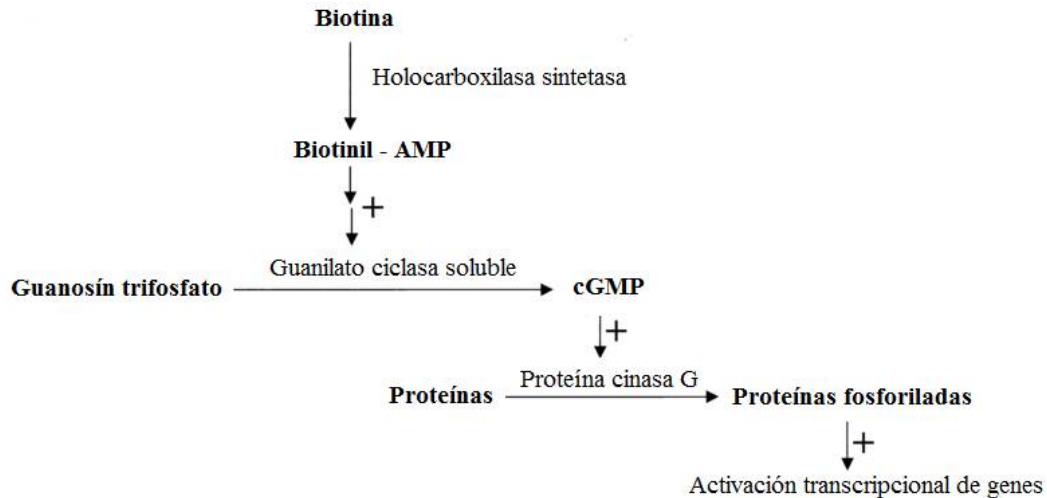 Biotina
Holocarboxilasa sintetasa
Biotinil - AMP
+
Guanilato ciclasa soluble
Guanosín trifosfato
cGMP
+
Proteína cinasa G
Proteínas
Proteínas fosforiladas
+
Activación transcripcional de genes